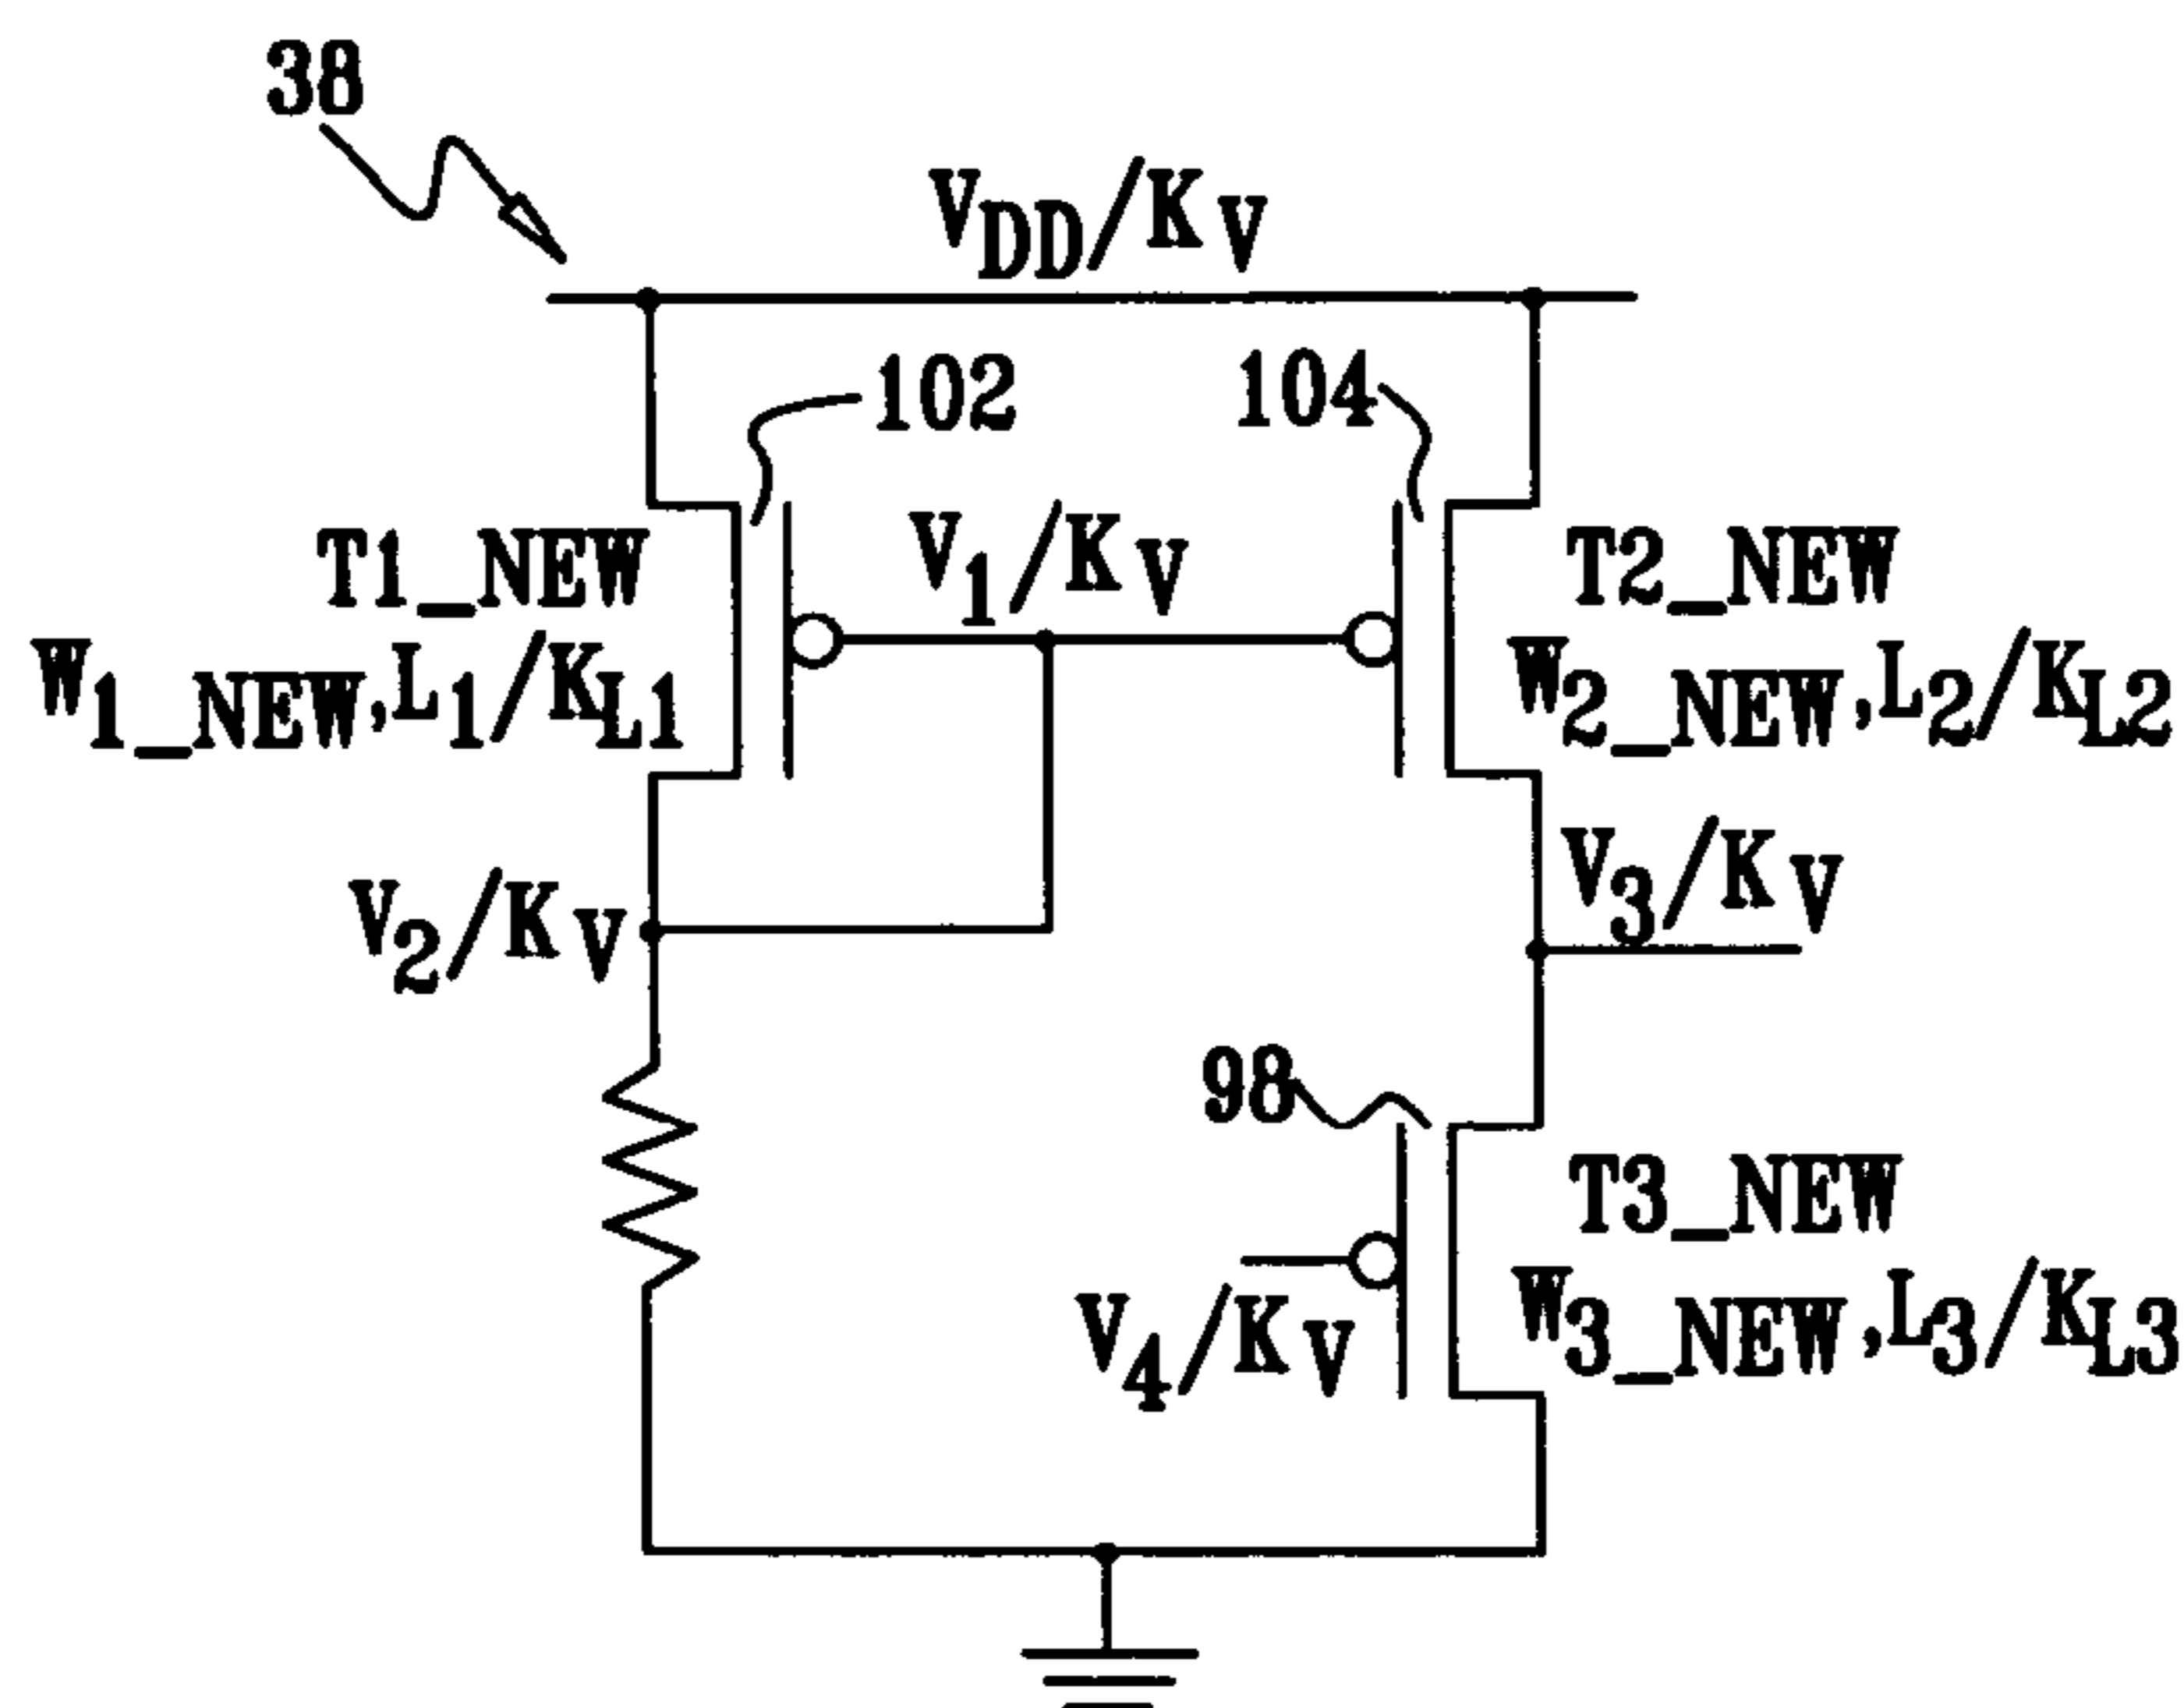 38
VDD/KV
102
104
T1_NEW
W1_NEW,L1/KL1
V1/KV
T2_NEW
W2_NEW,L2/KL2
V2/KV
V3/KV
98
T3_NEW
W3_NEW,L3/KL3
V4/KV